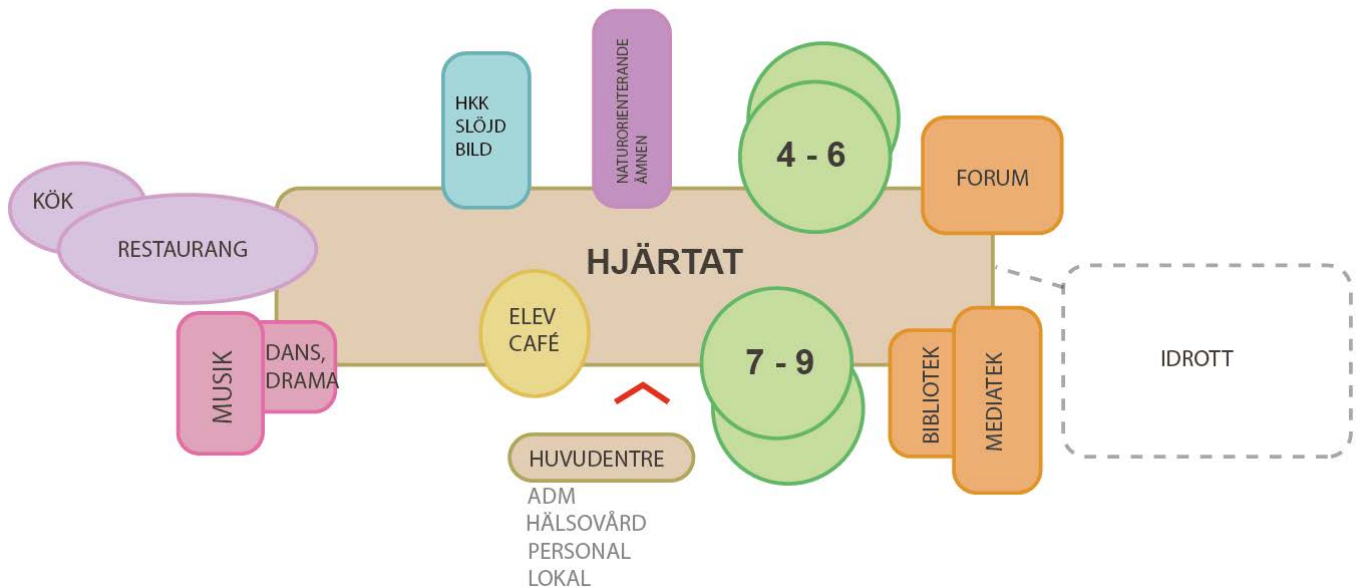 HKK
SLÖJD
BILD
NATURORIENTERANDE
ÄMNEN
4 - 6
FORUM
KÖK
RESTAURANG
HJÄRTAT
ELEV
CAFÉ
MUSIK
DANS,
DRAMA
7 - 9
BIBLIOTEK
MEDIATEK
IDROTT
HUVUDENTRE
ADM
HÄLSOVÅRD
PERSONAL
LOKAL